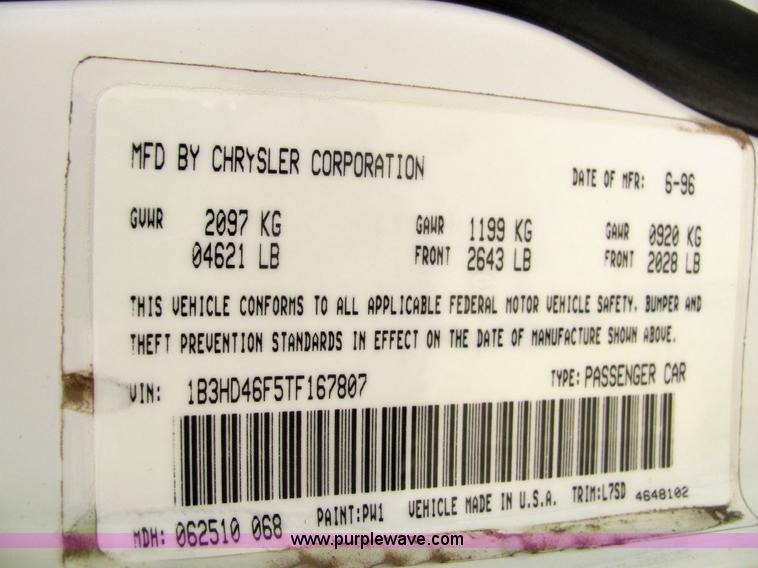 MFD BY CHRYSLER CORPORATION DATE OF MFR: 6-96
GVWR 2097 KG GAWR 1199 KG GAWR 0920 KG
04621 LB FRONT 2643 LB FRONT 2028 LB
THIS VEHICLE CONFORMS TO ALL APPLICABLE FEDERAL MOTOR VEHICLE SAFETY, BUMPER AND
THEFT PREVENTION STANDARDS IN EFFECT ON THE DATE OF MANUFACTURE SHOWN ABOVE.
VIN: 1B3HD46F5TF167807 TYPE: PASSENGER CAR
MDH: 062510 068 PAINT:PW1 VEHICLE MADE IN U.S.A. TRIM:L7SD 4648102
www.purplewave.com